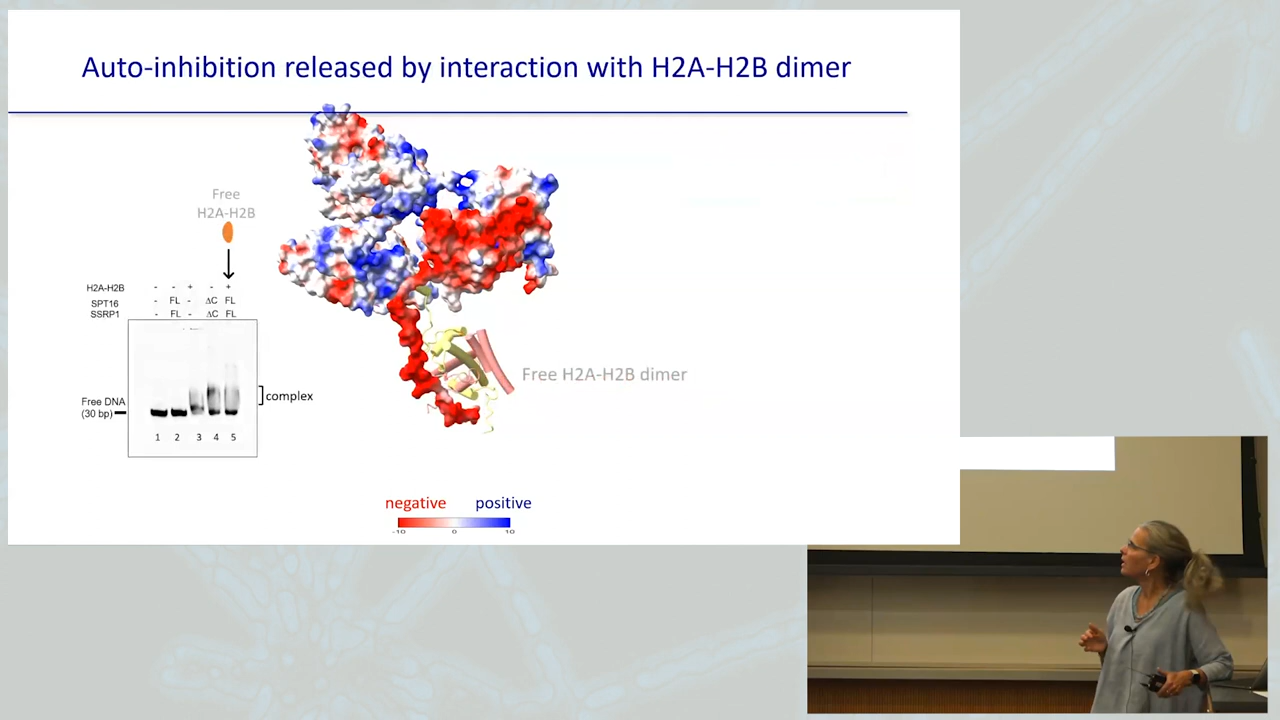 Auto-inhibition released by interaction with H2A-H2B dimer
Free
H2A-H2B
H2A-H2B - - + - +
SPT16 - FL - ΔC FL
SSRP1 - FL - ΔC FL
Free DNA
(30 bp)
complex
1 2 3 4 5
Free H2A-H2B dimer
negative positive
-10 0 10